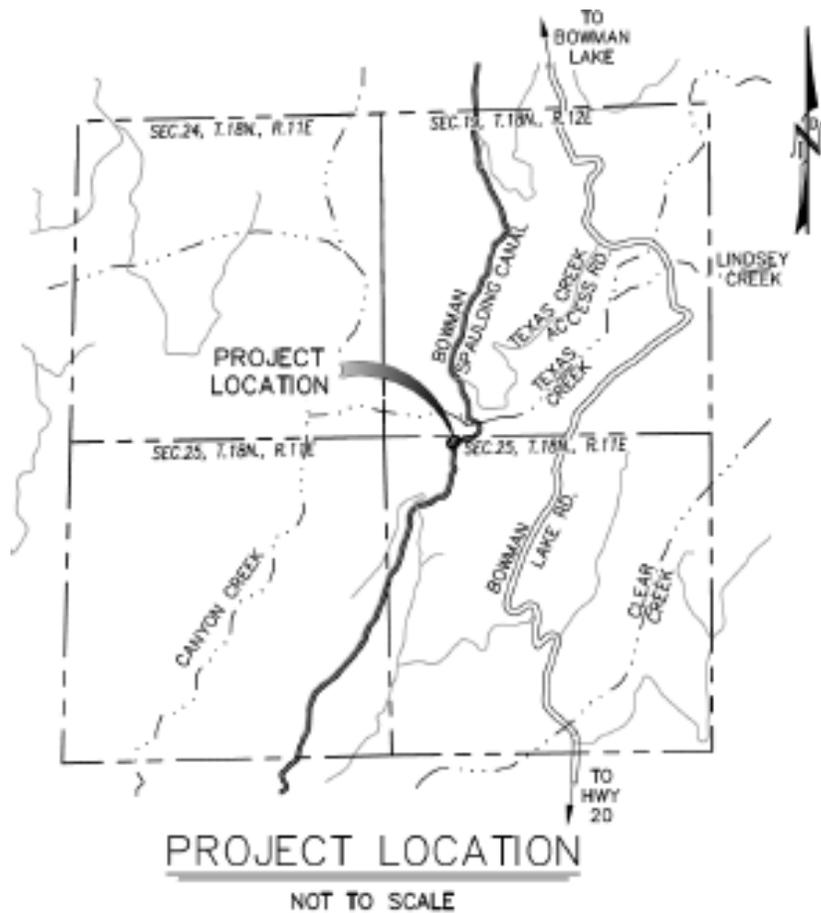 TO
BOWMAN
LAKE
N
SEC.24, T.18N., R.11E
SEC.19, T.18N., R.12E
LINDSEY
CREEK
BOWMAN
SPAULDING CANAL
TEXAS CREEK
ACCESS RD.
TEXAS
CREEK
PROJECT
LOCATION
SEC.25, T.18N., R.11E
SEC.25, T.18N., R.11E
CANYON CREEK
BOWMAN
LAKE RD.
CLEAR
CREEK
TO
HWY
20
PROJECT LOCATION
NOT TO SCALE